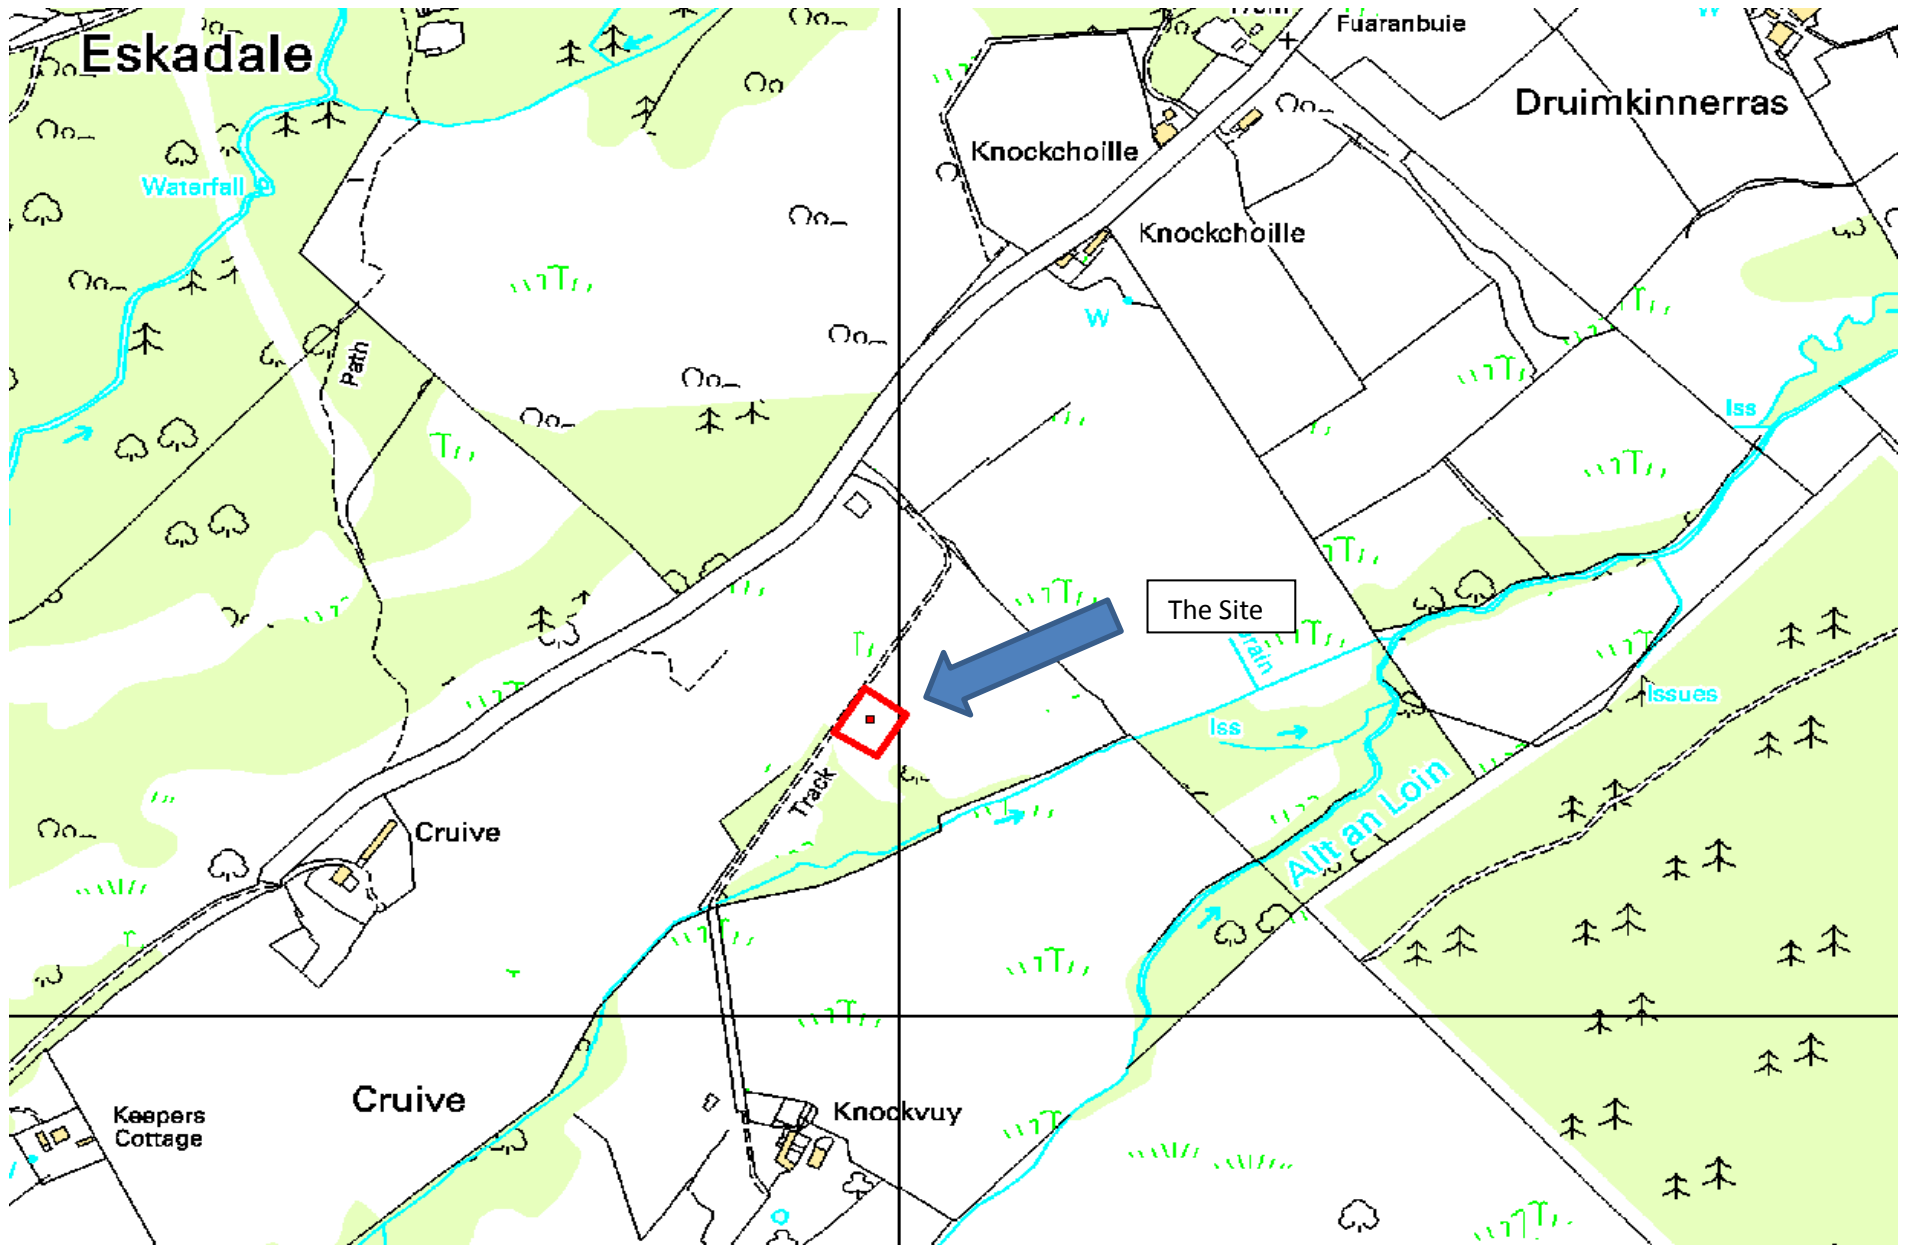 Fuaranbuie
W
Eskadale
Druimkinnerras
Knockchoille
Waterfall
Knockchoille
W
Path
Iss
The Site
Drain
Issues
Iss
Track
Allt an Loin
Cruive
Cruive
Knockvuy
Keepers
Cottage